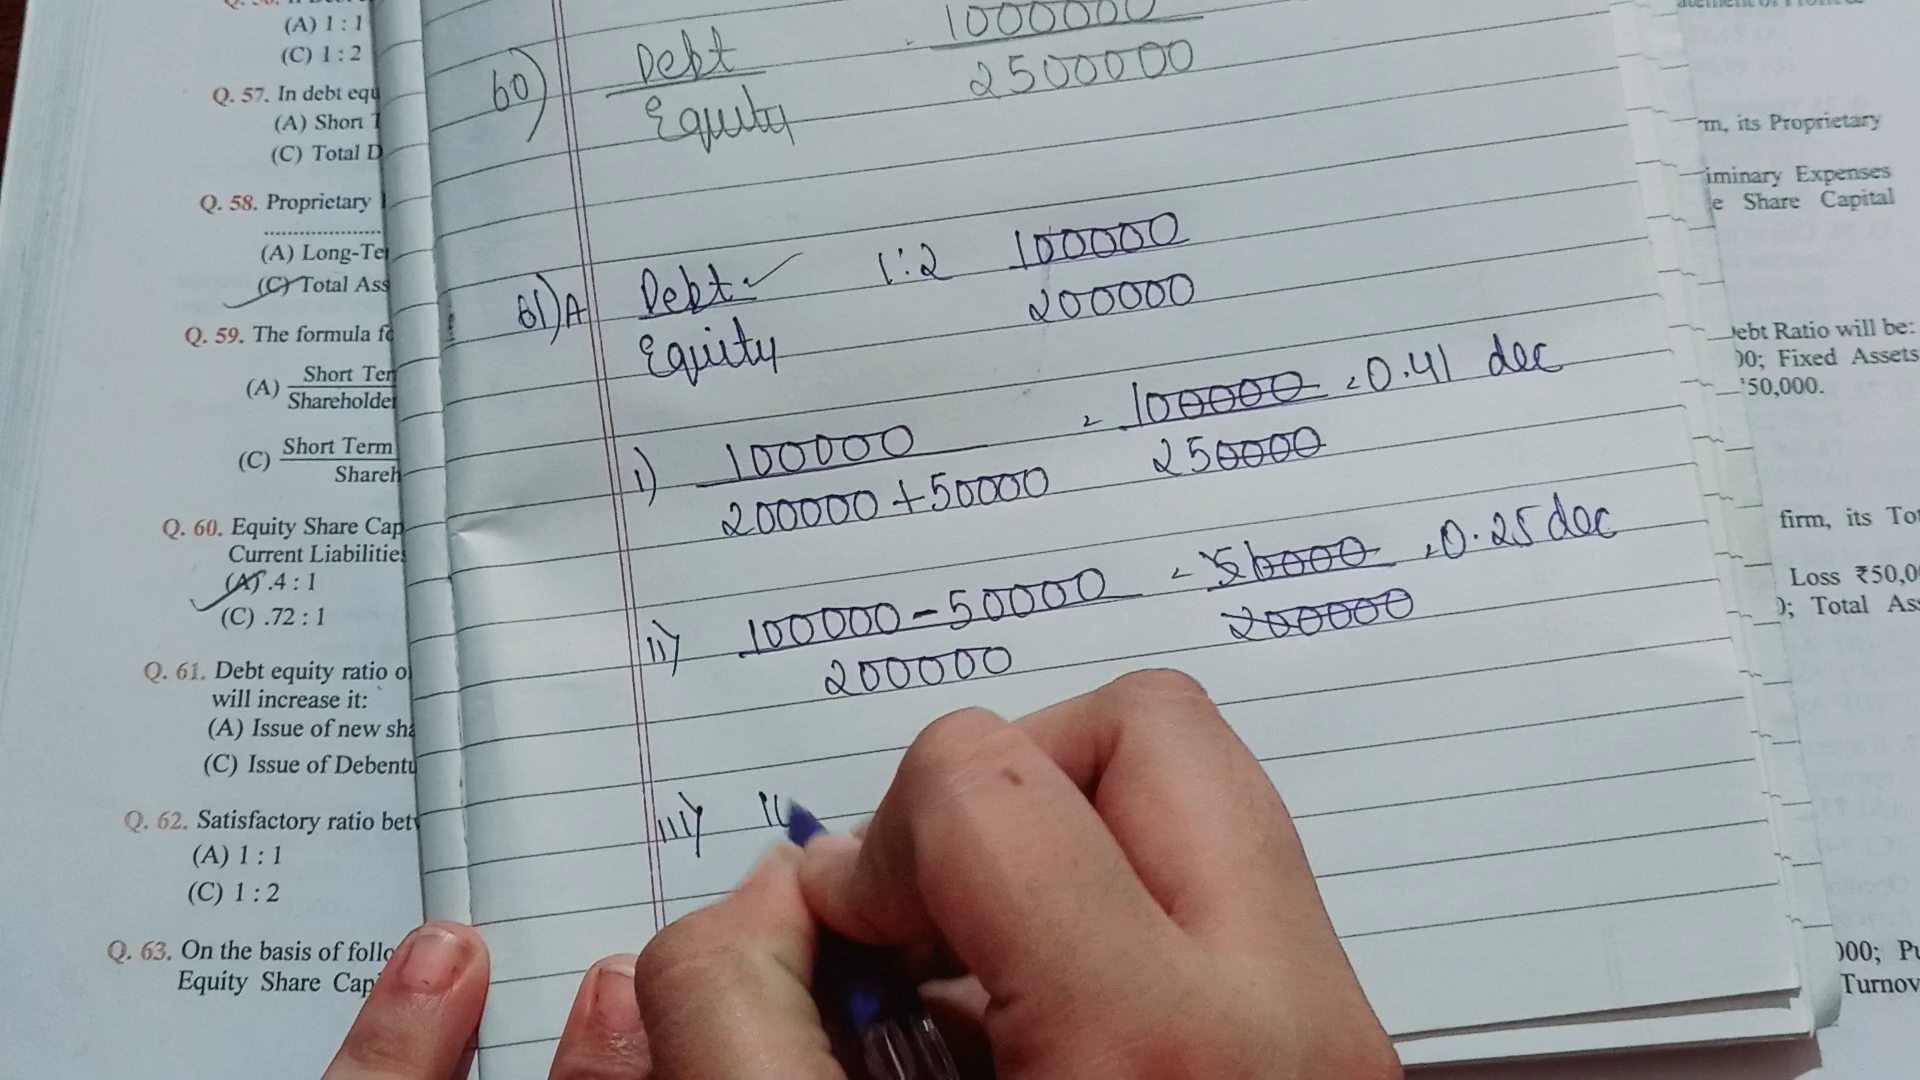 (A) 1 : 1
(C) 1 : 2
Q. 57. In debt equ
(A) Short
(C) Total D
Q. 58. Proprietary
(A) Long-Te
(C) Total Ass
Q. 59. The formula fo
(A) Short Ter
Shareholder
(C) Short Term
Shareh
Q. 60. Equity Share Cap
Current Liabilities
(A) .4 : 1
(C) .72 : 1
Q. 61. Debt equity ratio o
will increase it:
(A) Issue of new sha
(C) Issue of Debentu
Q. 62. Satisfactory ratio bet
(A) 1 : 1
(C) 1 : 2
Q. 63. On the basis of follo
Equity Share Cap
60) Debt 1000000
Equity 2500000
61) A Debt 1:2 100000
Equity 200000
i) 100000 = 100000 = 0.41 dec
200000 + 50000 250000
ii) 100000 - 50000 = 50000 = 0.25 dec
200000 200000
iii)
m, its Proprietary
iminary Expenses
e Share Capital
ebt Ratio will be:
00; Fixed Assets
50,000.
firm, its To
Loss ₹50,0
); Total Ass
000; Pu
Turnov